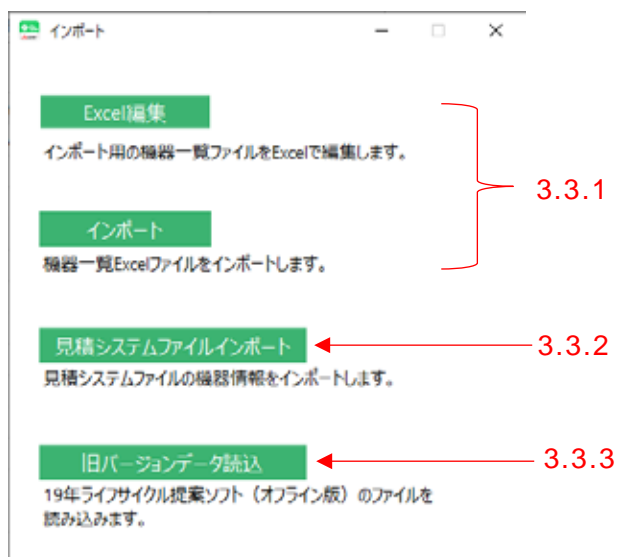 インポート
Excel編集
インポート用の機器一覧ファイルをExcelで編集します。
3.3.1
インポート
機器一覧Excelファイルをインポートします。
見積システムファイルインポート
3.3.2
見積システムファイルの機器情報をインポートします。
旧バージョンデータ読込
3.3.3
19年ライフサイクル提案ソフト（オフライン版）のファイルを
読み込みます。